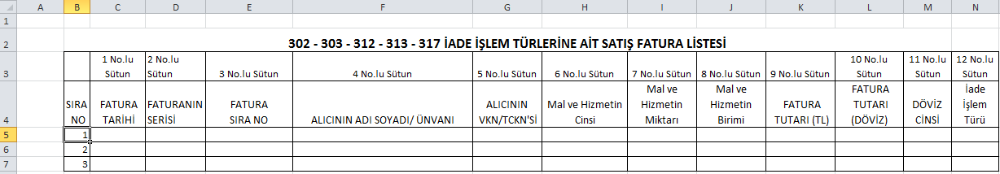 A B C D E F G H I J K L M N
1
2 302 - 303 - 312 - 313 - 317 İADE İŞLEM TÜRLERİNE AİT SATIŞ FATURA LİSTESİ
3 1 No.lu Sütun 2 No.lu Sütun 3 No.lu Sütun 4 No.lu Sütun 5 No.lu Sütun 6 No.lu Sütun 7 No.lu Sütun 8 No.lu Sütun 9 No.lu Sütun 10 No.lu Sütun 11 No.lu Sütun 12 No.lu Sütun
4 SIRA NO FATURA TARİHİ FATURANIN SERİSİ FATURA SIRA NO ALICININ ADI SOYADI/ ÜNVANI ALICININ VKN/TCKN'Sİ Mal ve Hizmetin Cinsi Mal ve Hizmetin Miktarı Mal ve Hizmetin Birimi FATURA TUTARI (TL) FATURA TUTARI (DÖVİZ) DÖVİZ CİNSİ İade İşlem Türü
5 1
6 2
7 3